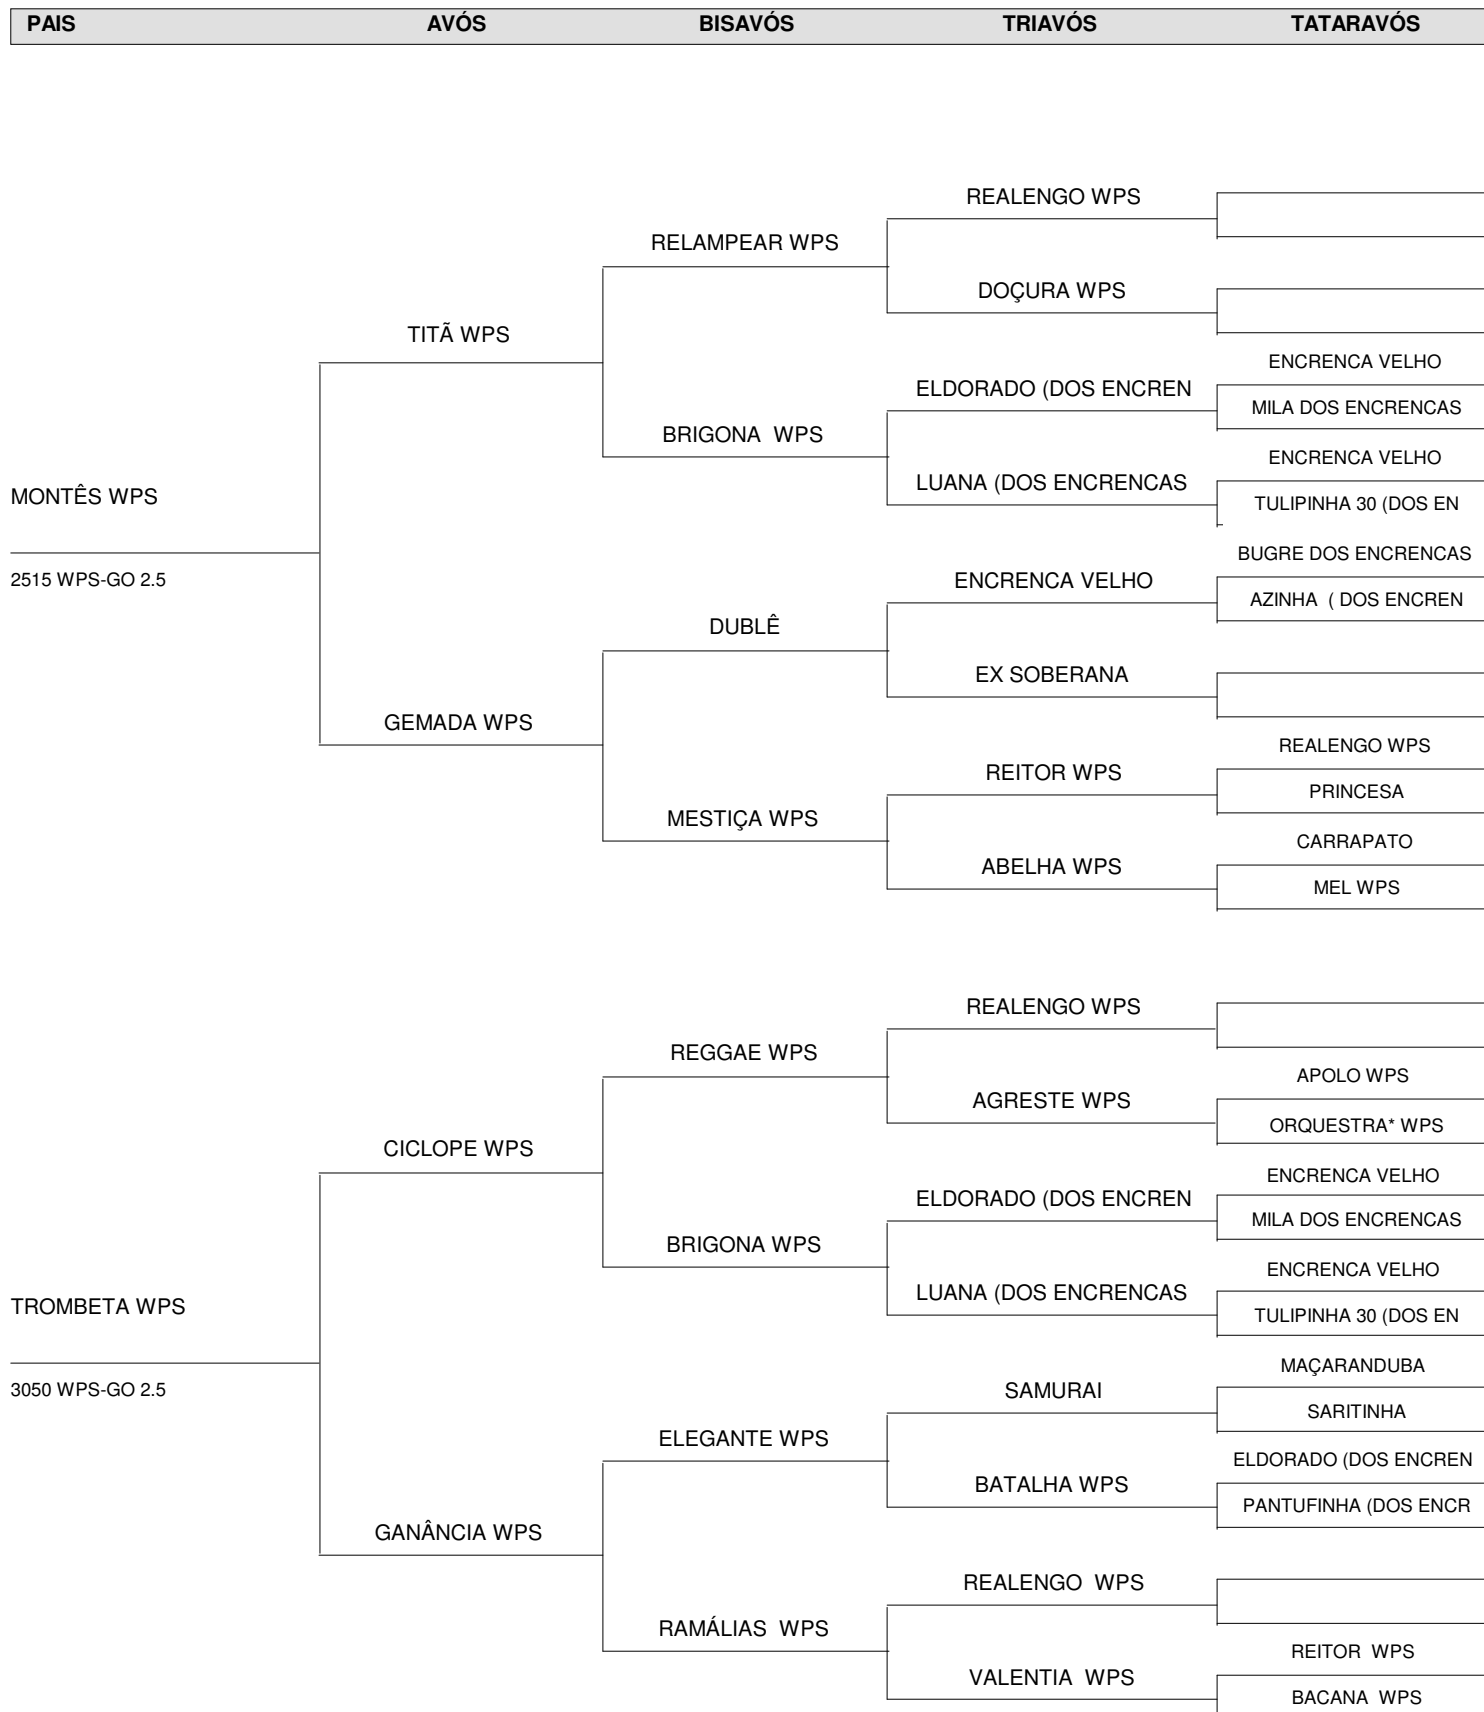 PAIS AVÓS BISAVÓS TRIAVÓS TATARAVÓS
REALENGO WPS
RELAMPEAR WPS
DOÇURA WPS
TITÃ WPS
ENCRENCA VELHO
ELDORADO (DOS ENCREN
MILA DOS ENCRENCAS
BRIGONA WPS
ENCRENCA VELHO
LUANA (DOS ENCRENCAS
TULIPINHA 30 (DOS EN
MONTÊS WPS
2515 WPS-GO 2.5
BUGRE DOS ENCRENCAS
ENCRENCA VELHO
AZINHA ( DOS ENCREN
DUBLÊ
EX SOBERANA
GEMADA WPS
REALENGO WPS
REITOR WPS
PRINCESA
MESTIÇA WPS
CARRAPATO
ABELHA WPS
MEL WPS
REALENGO WPS
REGGAE WPS
APOLO WPS
AGRESTE WPS
ORQUESTRA* WPS
CICLOPE WPS
ENCRENCA VELHO
ELDORADO (DOS ENCREN
MILA DOS ENCRENCAS
BRIGONA WPS
ENCRENCA VELHO
LUANA (DOS ENCRENCAS
TULIPINHA 30 (DOS EN
TROMBETA WPS
3050 WPS-GO 2.5
MAÇARANDUBA
SAMURAI
SARITINHA
ELEGANTE WPS
ELDORADO (DOS ENCREN
BATALHA WPS
PANTUFINHA (DOS ENCR
GANÂNCIA WPS
REALENGO WPS
RAMÁLIAS WPS
REITOR WPS
VALENTIA WPS
BACANA WPS